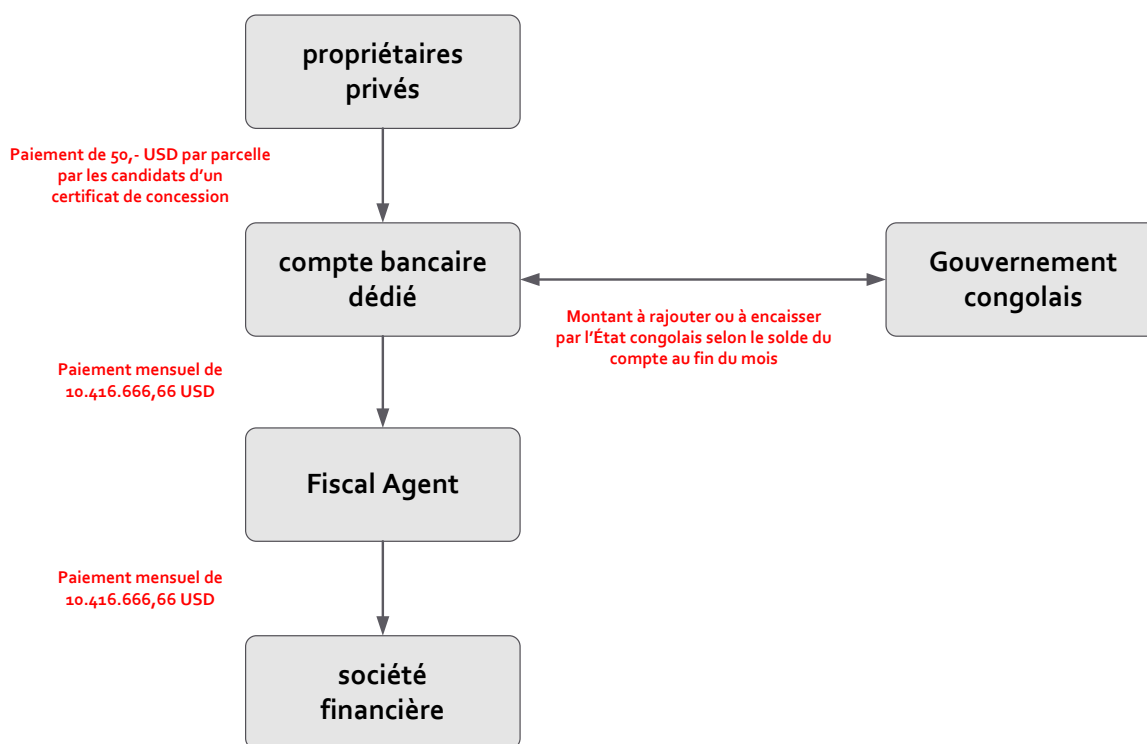 propriétaires
privés
Paiement de 50,- USD par parcelle
par les candidats d’un
certificat de concession
compte bancaire
dédié
Gouvernement
congolais
Montant à rajouter ou à encaisser
par l’État congolais selon le solde du
compte au fin du mois
Paiement mensuel de
10.416.666,66 USD
Fiscal Agent
Paiement mensuel de
10.416.666,66 USD
société
financière